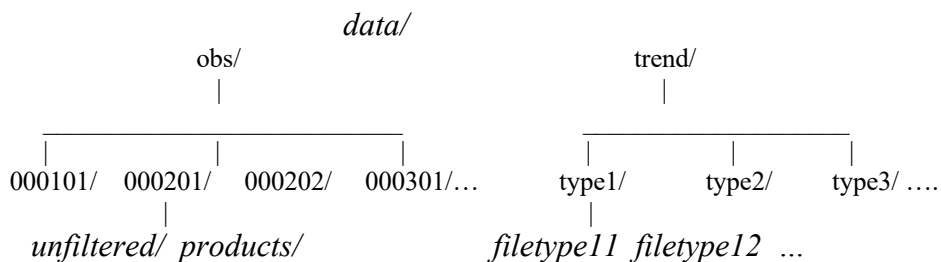 data/
obs/ trend/
000101/ 000201/ 000202/ 000301/… type1/ type2/ type3/ ….
unfiltered/ products/ filetype11 filetype12 ...